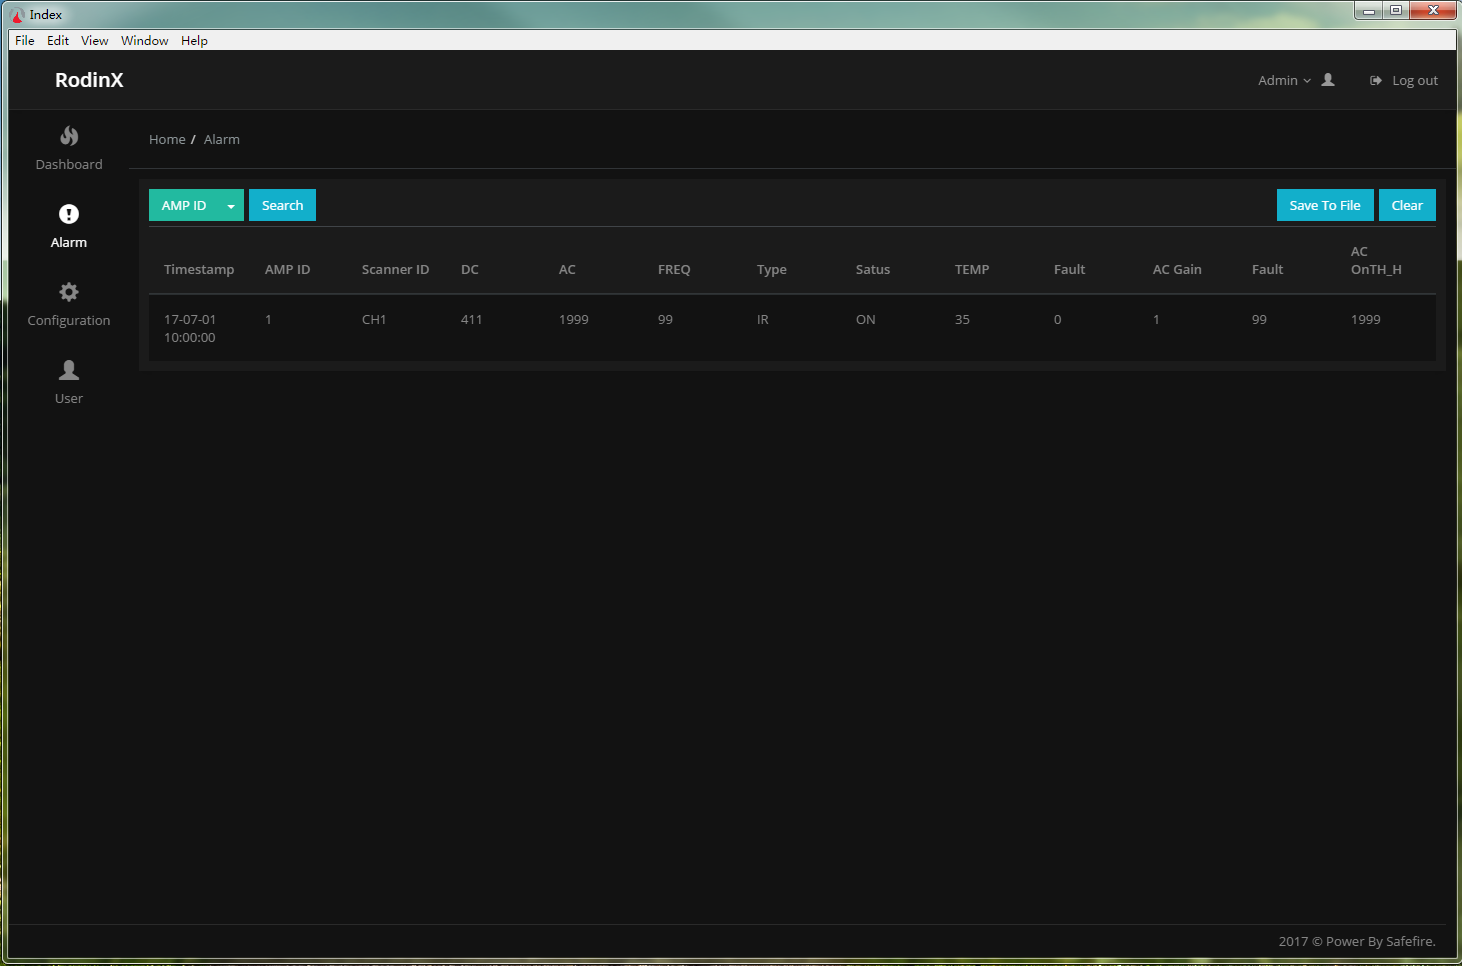 Index
File Edit View Window Help
RodinX
Admin
Log out
Dashboard
Alarm
Configuration
User
Home / Alarm
AMP ID Search Save To File Clear
Timestamp AMP ID Scanner ID DC AC FREQ Type Satus TEMP Fault AC Gain Fault AC OnTH_H
17-07-01 10:00:00 1 CH1 411 1999 99 IR ON 35 0 1 99 1999
2017 © Power By Safefire.